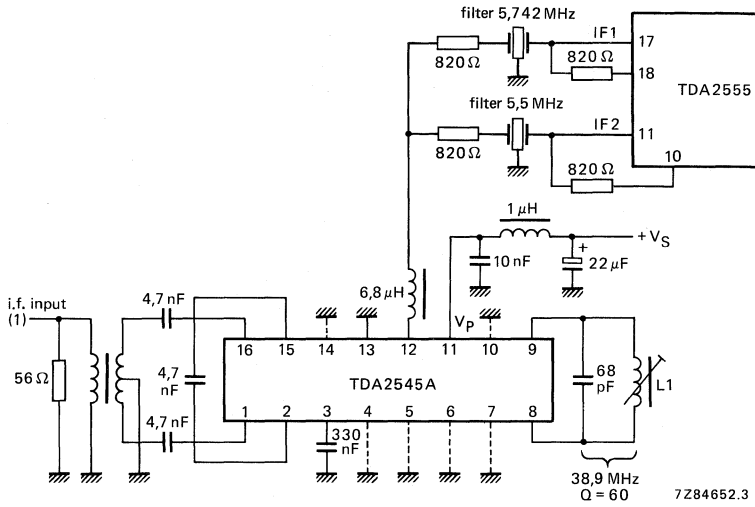 filter 5,742 MHz
820 Ω
IF1
17
820 Ω
18
TDA2555
filter 5,5 MHz
820 Ω
IF2
11
820 Ω
10
1 μH
+ VS
10 nF
+
22 μF
6,8 μH
VP
i.f. input
(1)
4,7 nF
56 Ω
4,7 nF
4,7
nF
16
15
14
13
12
11
10
9
TDA2545A
1
2
3
4
5
6
7
8
330
nF
68
pF
L1
38,9 MHz
Q = 60
7Z84652.3